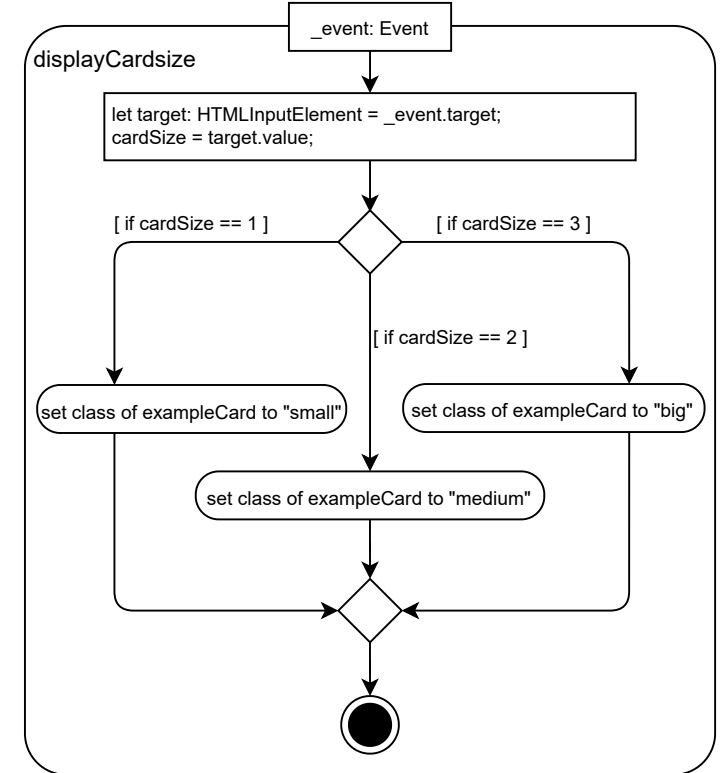 _event: Event
displayCardsize
let target: HTMLInputElement = _event.target;
cardSize = target.value;
[ if cardSize == 1 ]
[ if cardSize == 3 ]
[ if cardSize == 2 ]
set class of exampleCard to "small"
set class of exampleCard to "big"
set class of exampleCard to "medium"